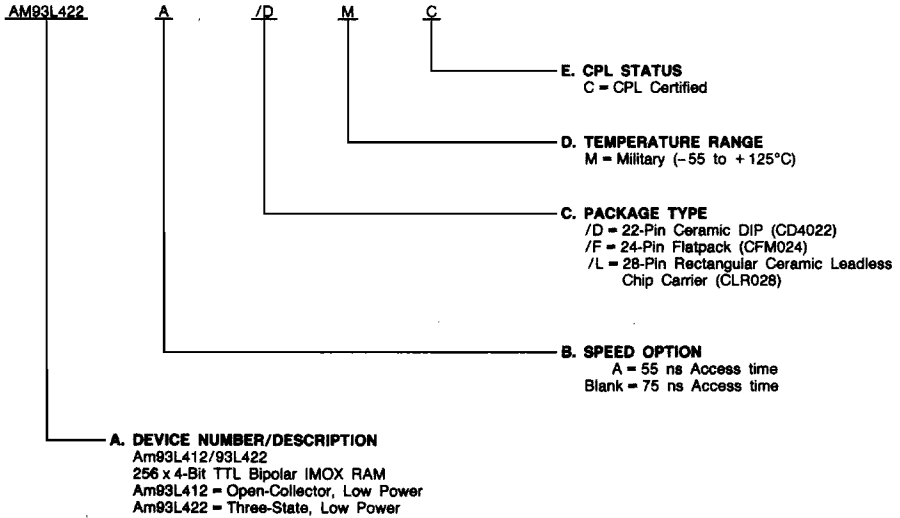 AM93L422 A /D M C
E. CPL STATUS
C = CPL Certified
D. TEMPERATURE RANGE
M = Military (-55 to +125°C)
C. PACKAGE TYPE
/D = 22-Pin Ceramic DIP (CD4022)
/F = 24-Pin Flatpack (CFM024)
/L = 28-Pin Rectangular Ceramic Leadless
Chip Carrier (CLR028)
B. SPEED OPTION
A = 55 ns Access time
Blank = 75 ns Access time
A. DEVICE NUMBER/DESCRIPTION
Am93L412/93L422
256 x 4-Bit TTL Bipolar IMOX RAM
Am93L412 = Open-Collector, Low Power
Am93L422 = Three-State, Low Power